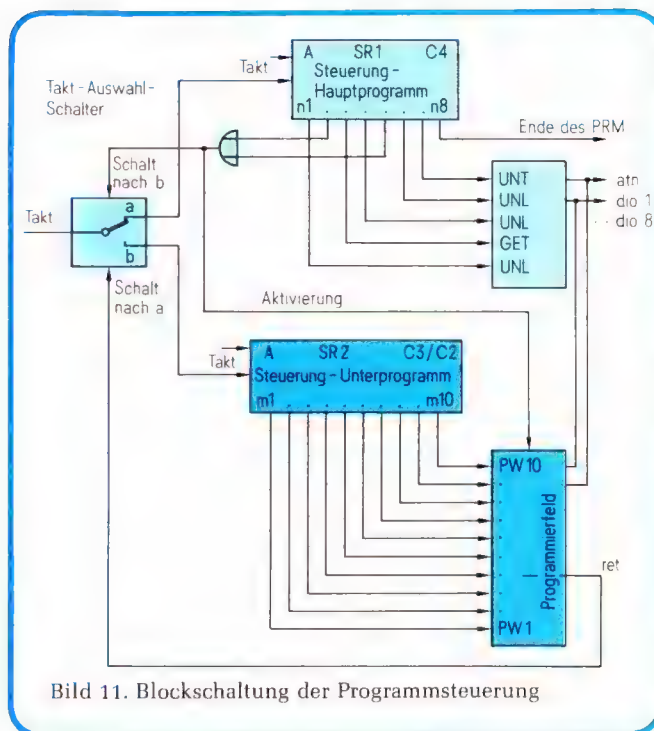 A SR1 C4
Takt
Steuerung-
Hauptprogramm
n1 . . . . . . n8
Takt-Auswahl-
Schalter
Ende des PRM
Schalt
nach b
a
Takt
b
Schalt
nach a
UNT
UNL
UNL
GET
UNL
atn
dio 1
·· dio 8
Aktivierung
Takt
A SR2 C3/C2
Steuerung-Unterprogramm
m1 . . . . . . . . m10
PW 10
Programmierfeld
PW 1
ret
Bild 11. Blockschaltung der Programmsteuerung